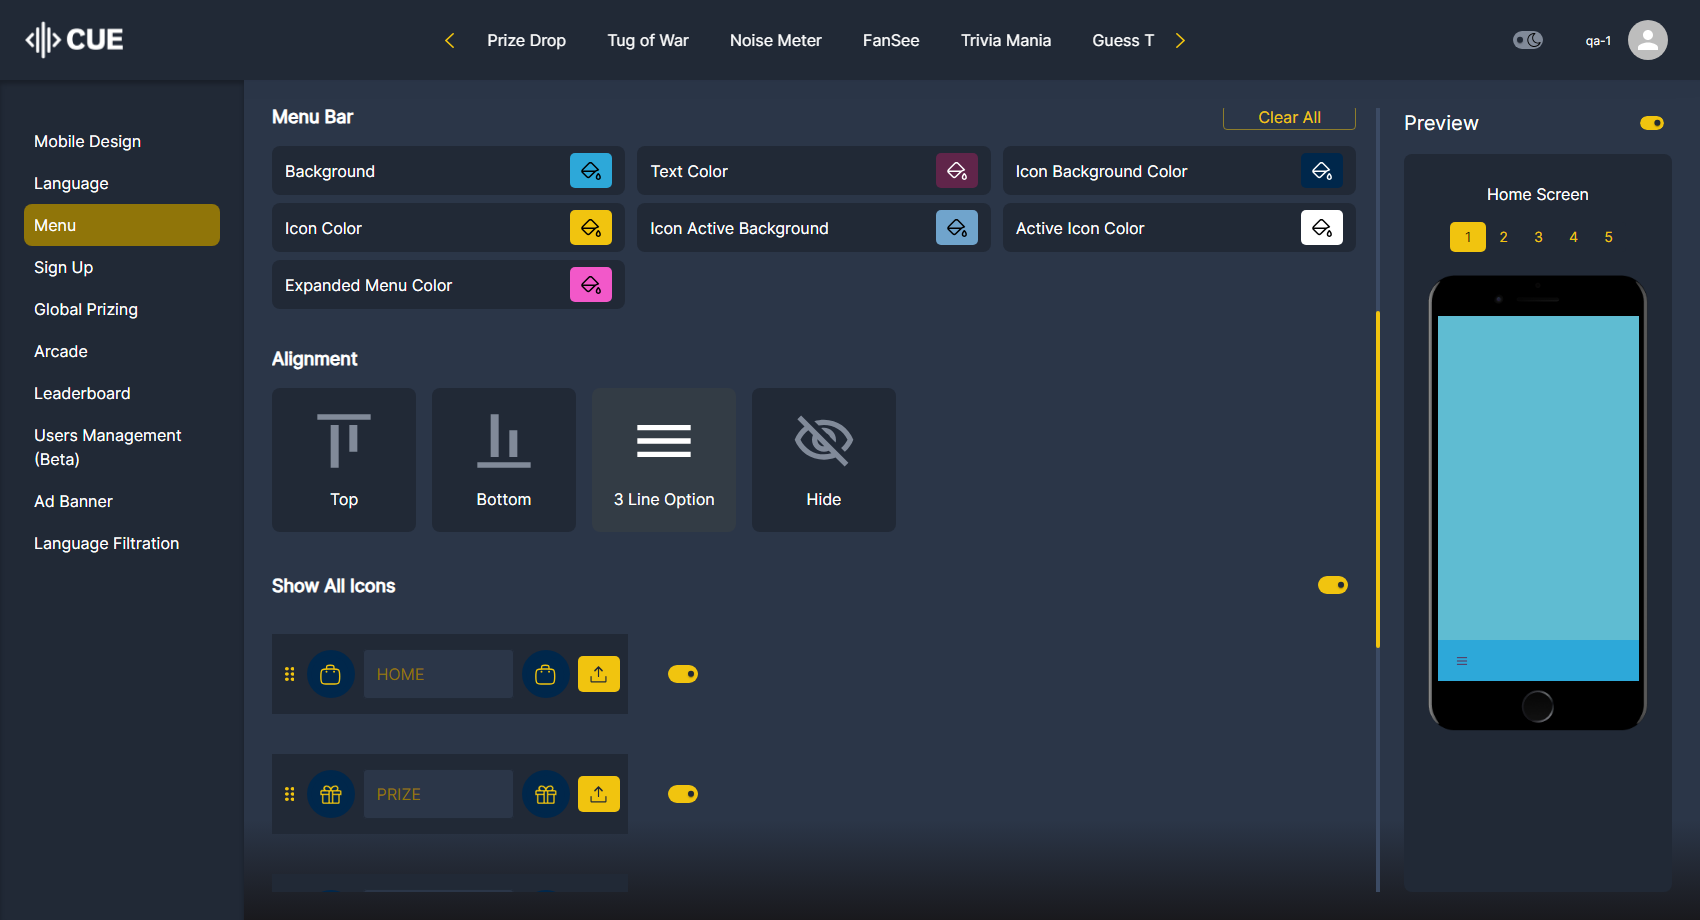 CUE
Prize Drop
Tug of War
Noise Meter
FanSee
Trivia Mania
Guess T
qa-1
Mobile Design
Language
Menu
Sign Up
Global Prizing
Arcade
Leaderboard
Users Management
(Beta)
Ad Banner
Language Filtration
Menu Bar
Clear All
Background
Text Color
Icon Background Color
Icon Color
Icon Active Background
Active Icon Color
Expanded Menu Color
Alignment
Top
Bottom
3 Line Option
Hide
Show All Icons
HOME
PRIZE
Preview
Home Screen
1 2 3 4 5